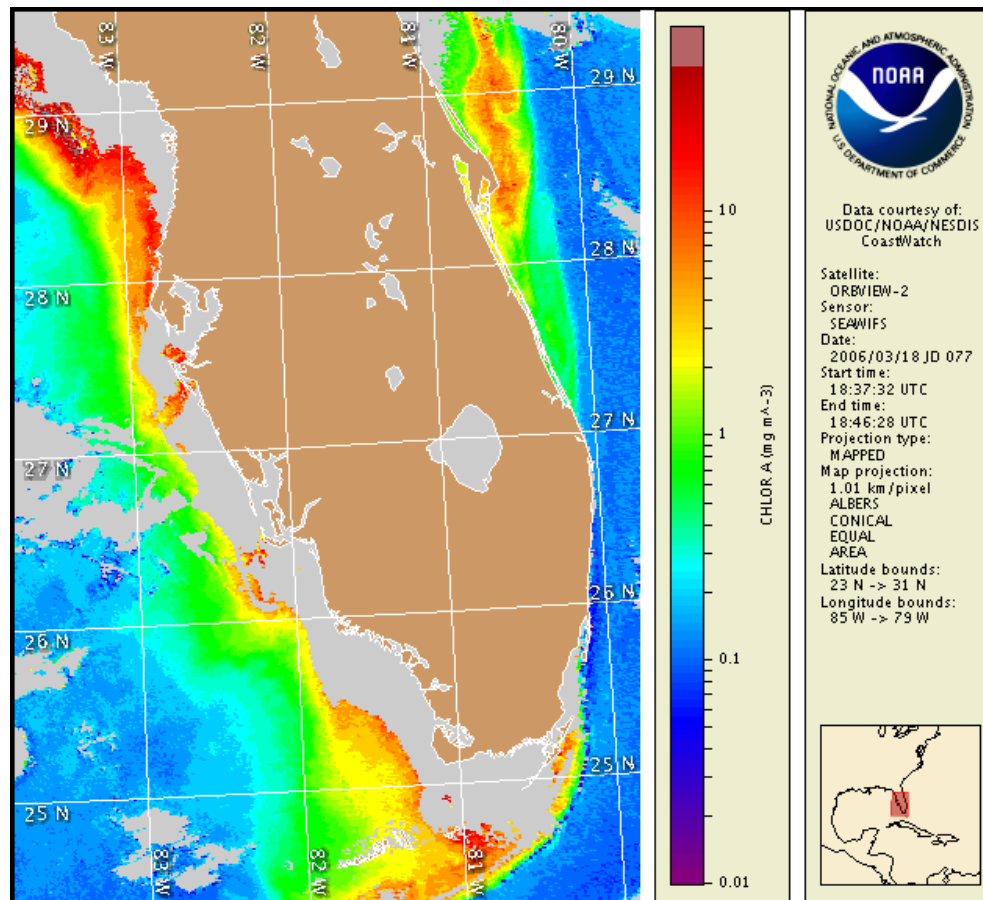 83 W
82 W
81 W
80 W
29 N
29 N
28 N
28 N
27 N
27 N
26 N
26 N
25 N
25 N
83 W
82 W
81 W
10
1
0.1
0.01
CHLOR A (mg m^-3)
NATIONAL OCEANIC AND ATMOSPHERIC ADMINISTRATION
NOAA
U.S. DEPARTMENT OF COMMERCE
Data courtesy of:
USDOC/NOAA/NESDIS
CoastWatch
Satellite:
ORBVIEW-2
Sensor:
SEAWIFS
Date:
2006/03/18 JD 077
Start time:
18:37:32 UTC
End time:
18:46:28 UTC
Projection type:
MAPPED
Map projection:
1.01 km/pixel
ALBERS
CONICAL
EQUAL
AREA
Latitude bounds:
23 N -> 31 N
Longitude bounds:
85 W -> 79 W